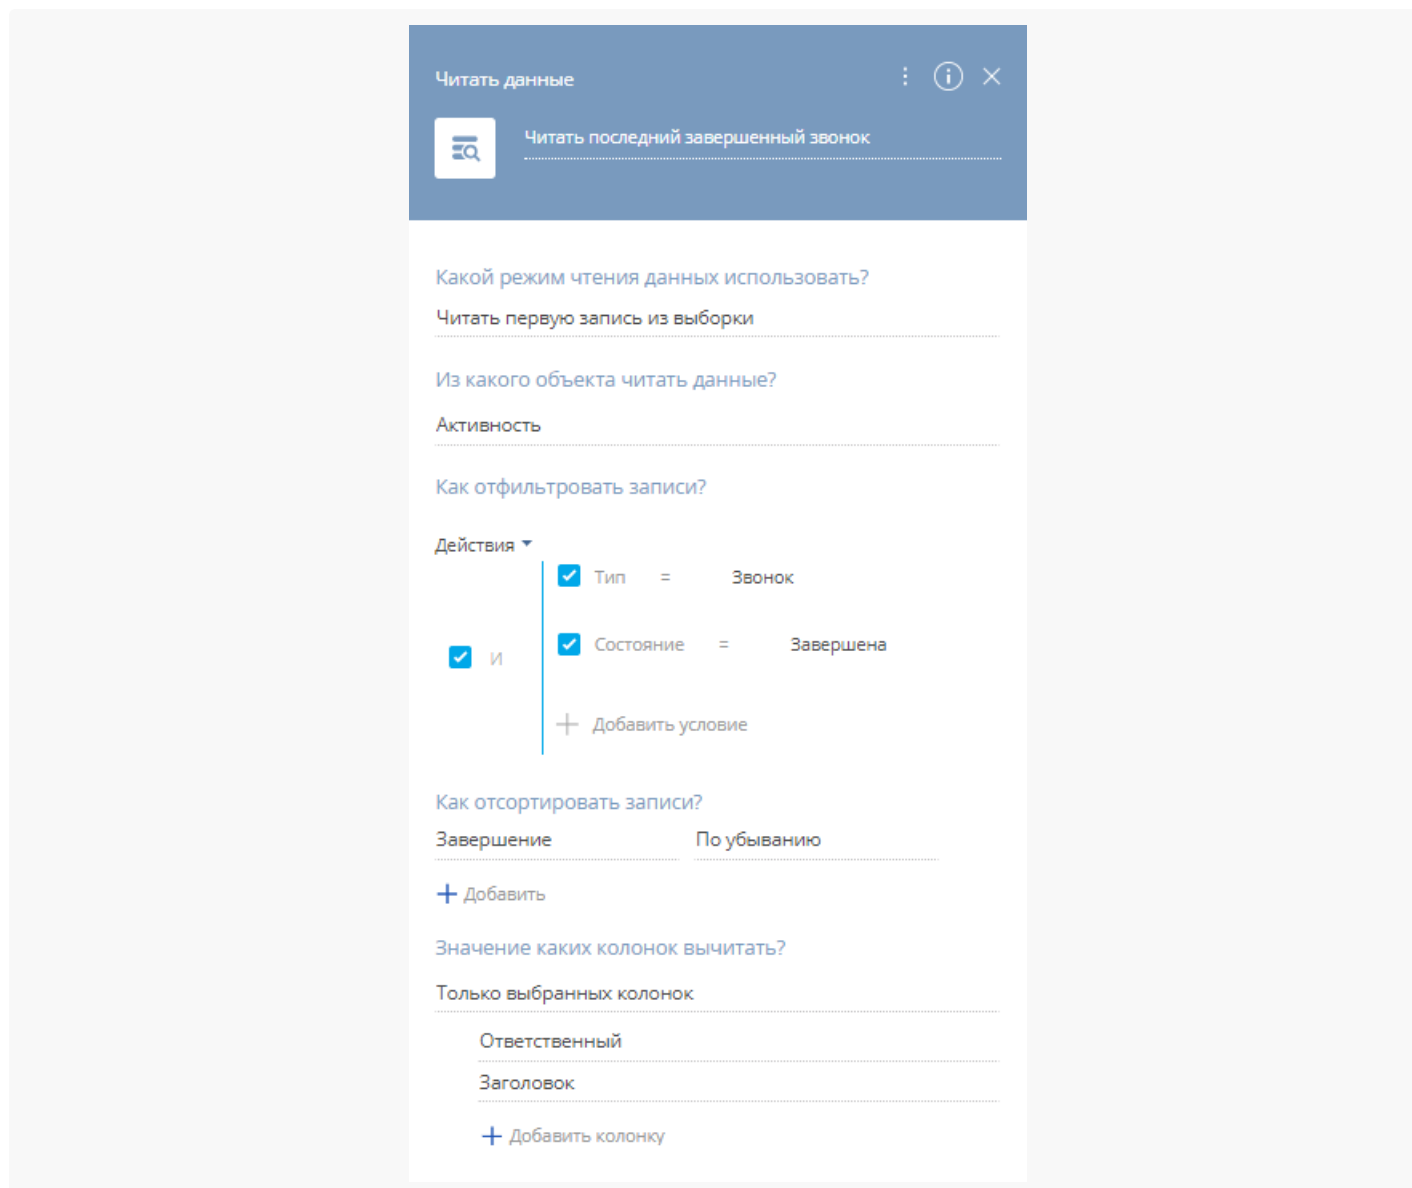 Читать данные
Читать последний завершенный звонок
Какой режим чтения данных использовать?
Читать первую запись из выборки
Из какого объекта читать данные?
Активность
Как отфильтровать записи?
Действия
Тип = Звонок
Состояние = Завершена
И
Добавить условие
Как отсортировать записи?
Завершение По убыванию
Добавить
Значение каких колонок вычитать?
Только выбранных колонок
Ответственный
Заголовок
Добавить колонку